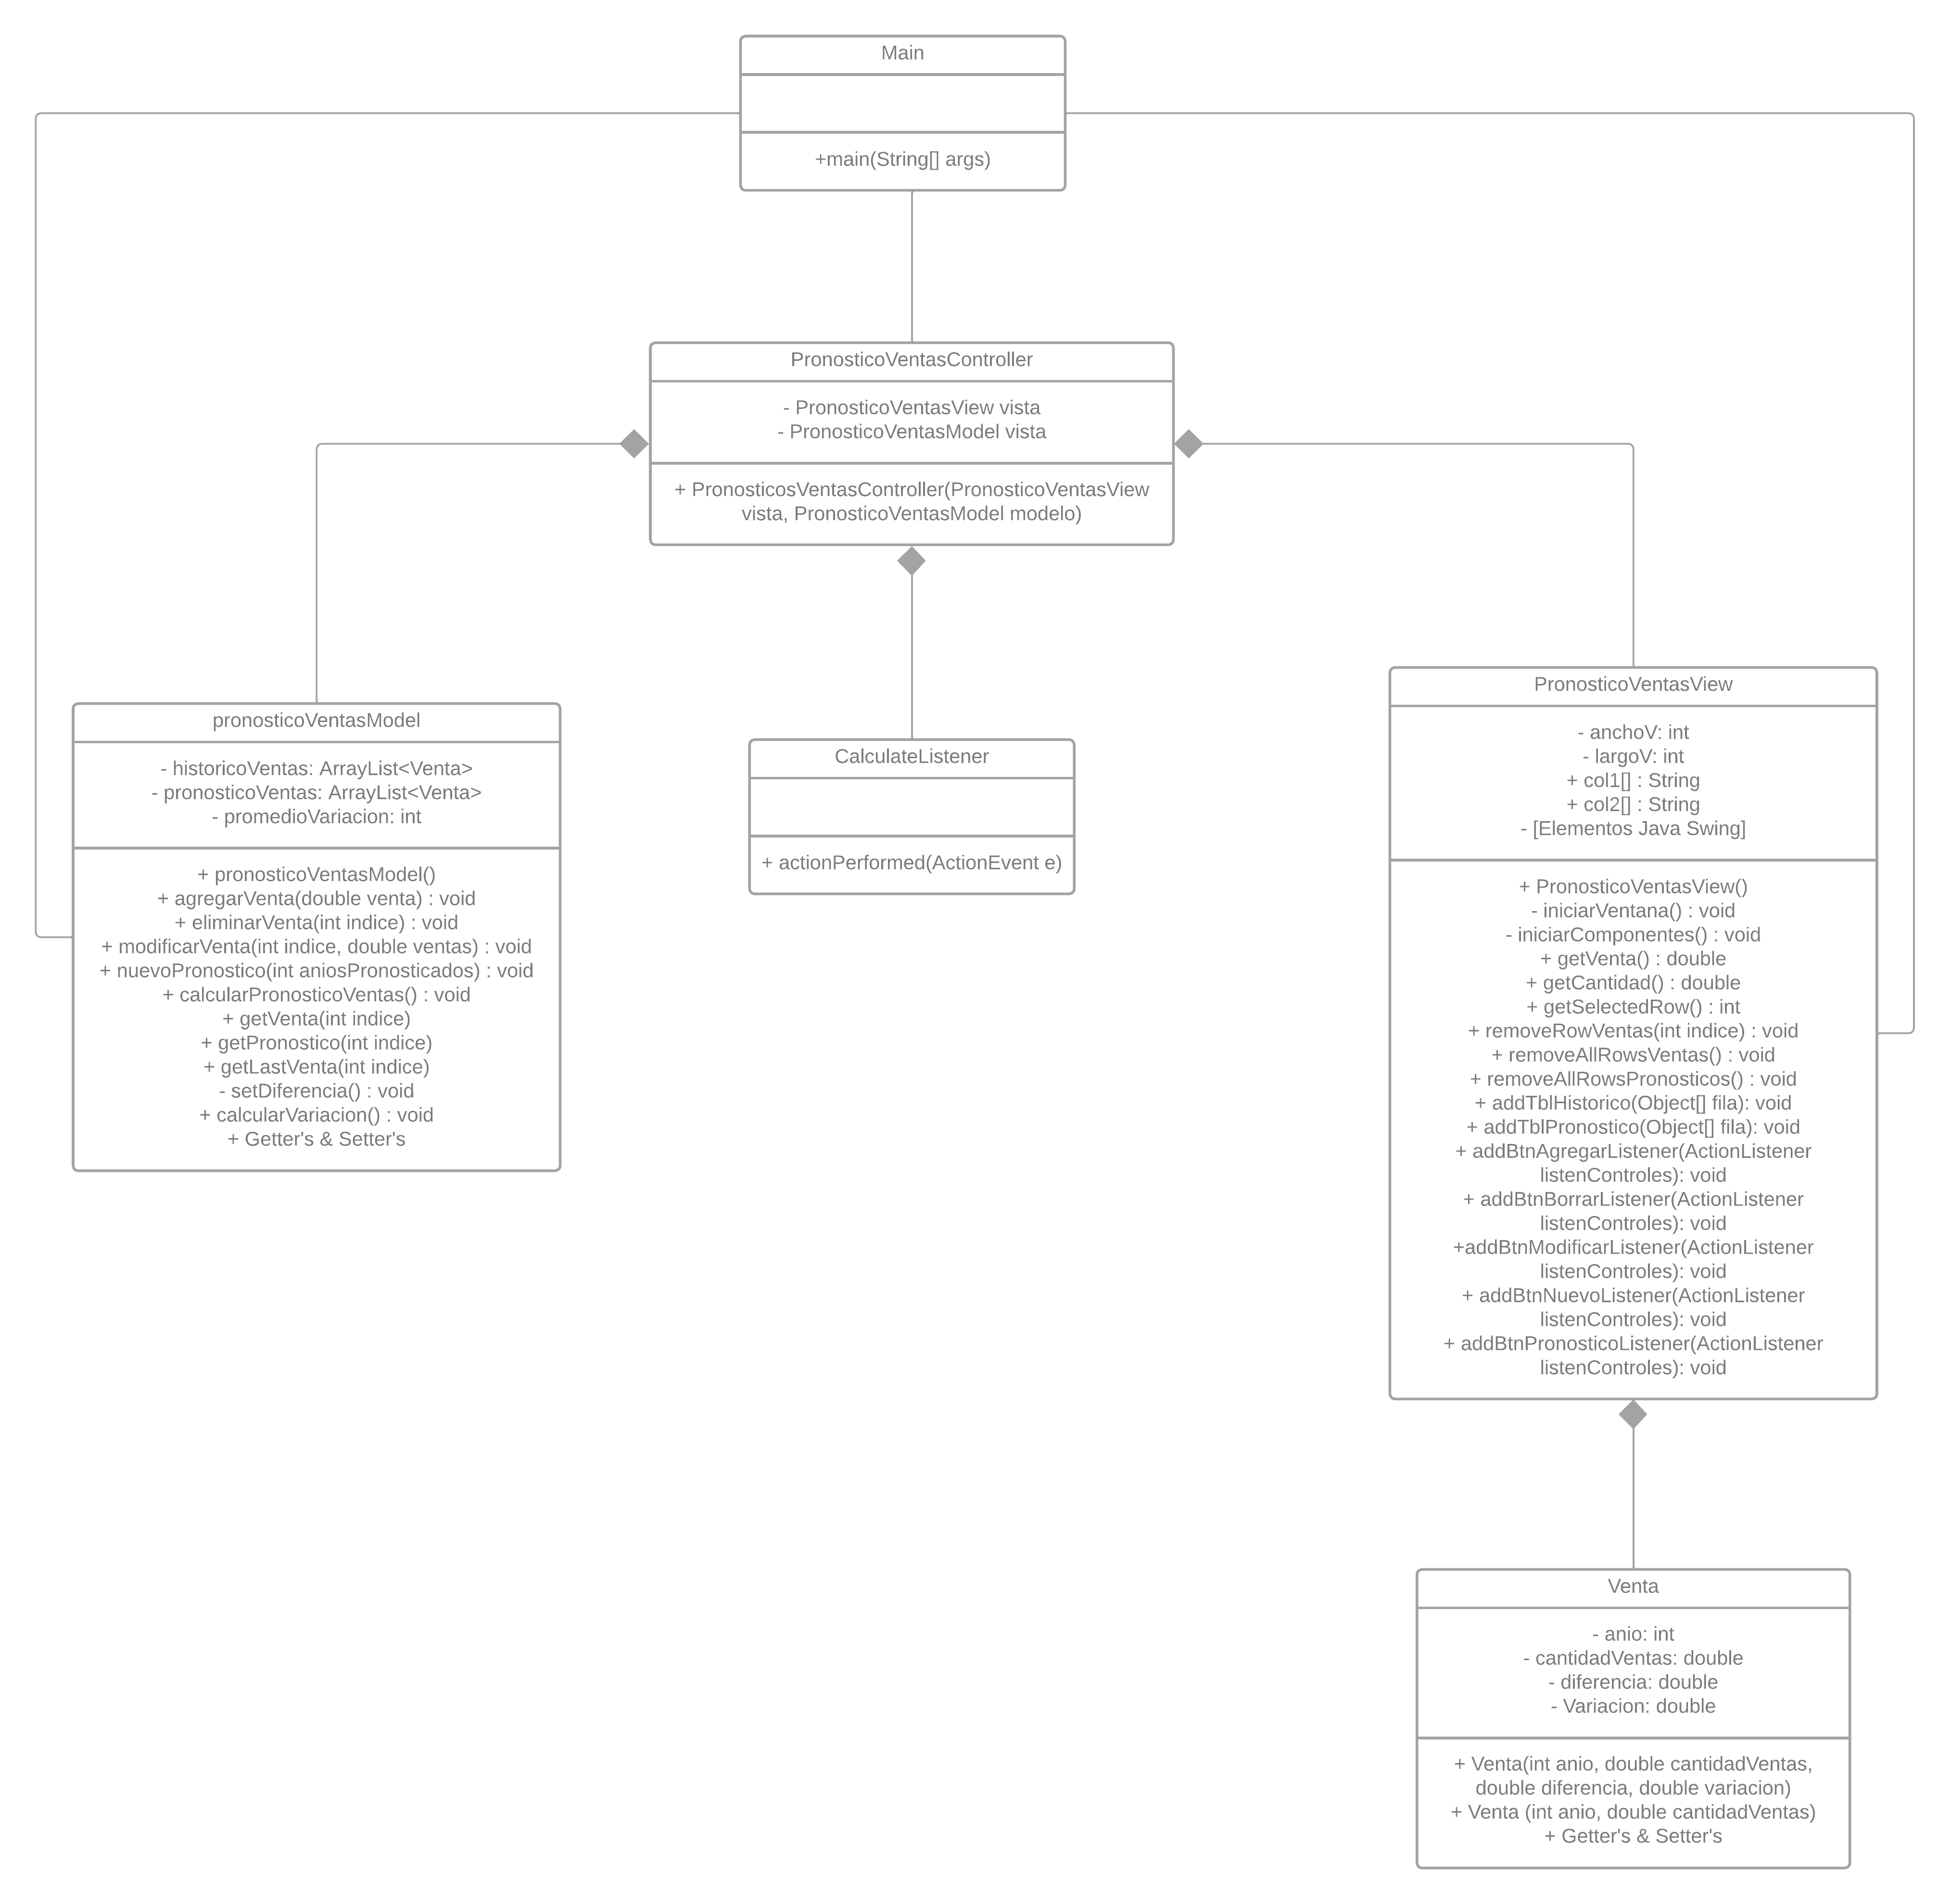 Main
+main(String[] args)
PronosticoVentasController
- PronosticoVentasView vista
- PronosticoVentasModel vista
+ PronosticosVentasController(PronosticoVentasView
vista, PronosticoVentasModel modelo)
pronosticoVentasModel
- historicoVentas: ArrayList<Venta>
- pronosticoVentas: ArrayList<Venta>
- promedioVariacion: int
+ pronosticoVentasModel()
+ agregarVenta(double venta) : void
+ eliminarVenta(int indice) : void
+ modificarVenta(int indice, double ventas) : void
+ nuevoPronostico(int aniosPronosticados) : void
+ calcularPronosticoVentas() : void
+ getVenta(int indice)
+ getPronostico(int indice)
+ getLastVenta(int indice)
- setDiferencia() : void
+ calcularVariacion() : void
+ Getter's & Setter's
CalculateListener
+ actionPerformed(ActionEvent e)
PronosticoVentasView
- anchoV: int
- largoV: int
+ col1[] : String
+ col2[] : String
- [Elementos Java Swing]
+ PronosticoVentasView()
- iniciarVentana() : void
- iniciarComponentes() : void
+ getVenta() : double
+ getCantidad() : double
+ getSelectedRow() : int
+ removeRowVentas(int indice) : void
+ removeAllRowsVentas() : void
+ removeAllRowsPronosticos() : void
+ addTblHistorico(Object[] fila): void
+ addTblPronostico(Object[] fila): void
+ addBtnAgregarListener(ActionListener
listenControles): void
+ addBtnBorrarListener(ActionListener
listenControles): void
+addBtnModificarListener(ActionListener
listenControles): void
+ addBtnNuevoListener(ActionListener
listenControles): void
+ addBtnPronosticoListener(ActionListener
listenControles): void
Venta
- anio: int
- cantidadVentas: double
- diferencia: double
- Variacion: double
+ Venta(int anio, double cantidadVentas,
double diferencia, double variacion)
+ Venta (int anio, double cantidadVentas)
+ Getter's & Setter's